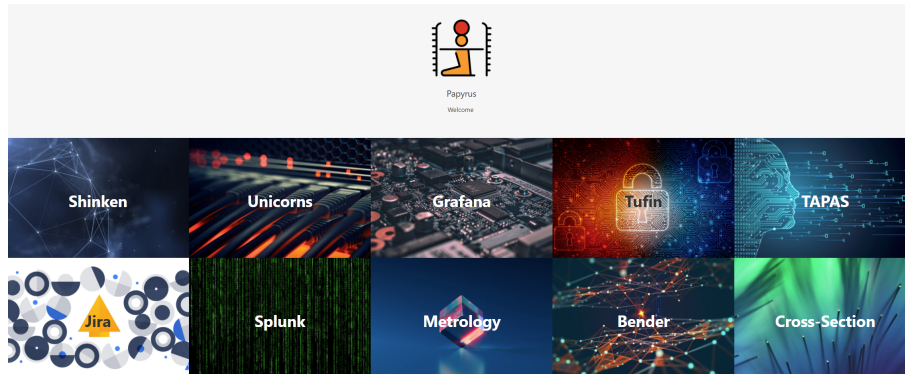 Papyrus
Welcome
Shinken
Unicorns
Grafana
Tufin
TAPAS
Jira
Splunk
Metrology
Bender
Cross-Section